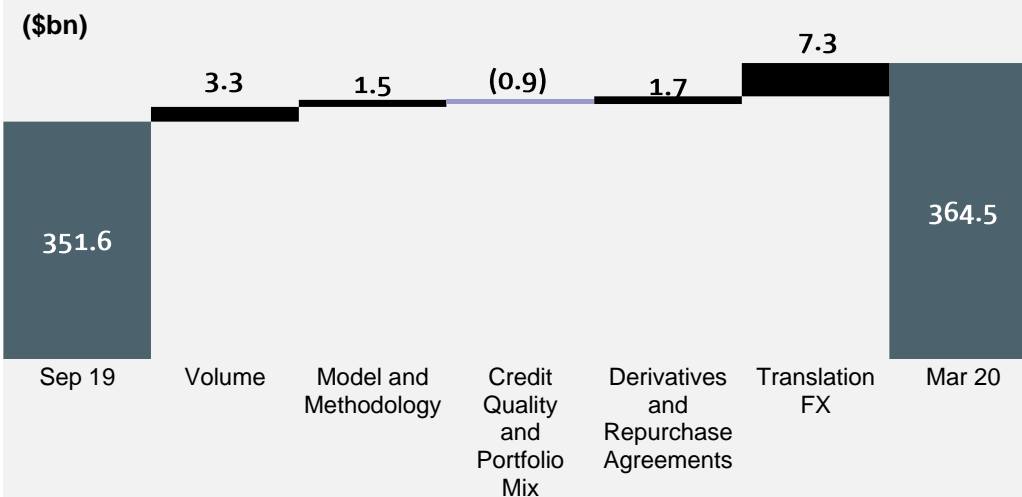 ($bn)
351.6
3.3
1.5
(0.9)
1.7
7.3
364.5
Sep 19
Volume
Model and
Methodology
Credit
Quality
and
Portfolio
Mix
Derivatives
and
Repurchase
Agreements
Translation
FX
Mar 20